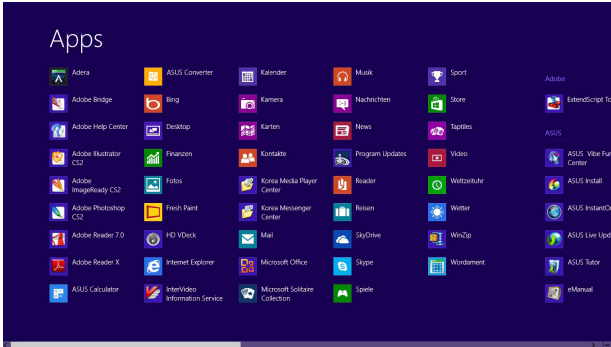 Apps
Adera
Adobe Bridge
Adobe Help Center
Adobe Illustrator
CS2
Adobe
ImageReady CS2
Adobe Photoshop
CS2
Adobe Reader 7.0
Adobe Reader X
ASUS Calculator
ASUS Converter
Bing
Desktop
Finanzen
Fotos
Fresh Paint
HD VDeck
Internet Explorer
InterVideo
Information Service
Kalender
Kamera
Karten
Kontakte
Korea Media Player
Center
Korea Messenger
Center
Mail
Microsoft Office
Microsoft Solitaire
Collection
Musik
Nachrichten
News
Program Updates
Reader
Reisen
SkyDrive
Skype
Spiele
Sport
Store
Taptiles
Video
Weltzeituhr
Wetter
WinZip
Wordament
Adobe
ExtendScript To
ASUS
ASUS Vibe Fun
Center
ASUS Install
ASUS InstantO
ASUS Live Upd
ASUS Tutor
eManual